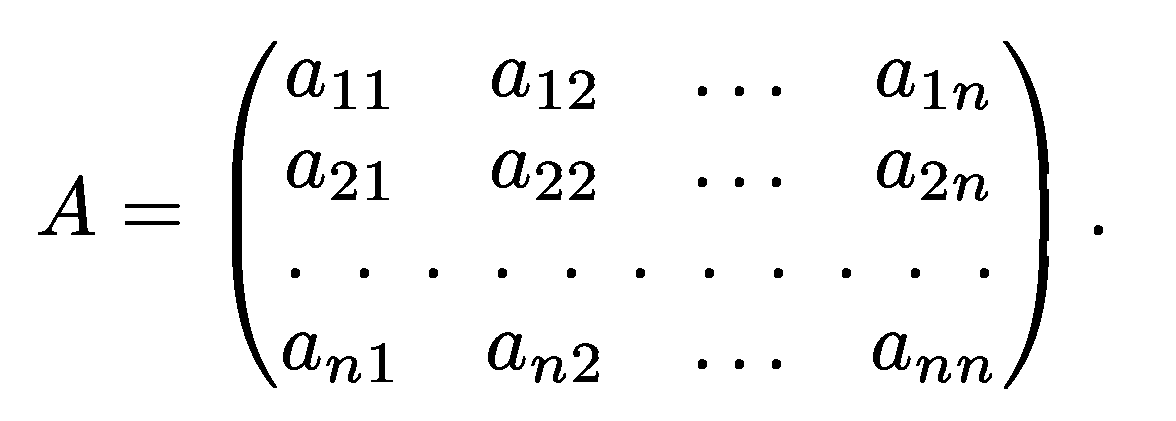 a₁₁ a₁₂ … a₁ₙ
a₂₁ a₂₂ … a₂ₙ
A = ( . . . . . . . . . . . ) .
aₙ₁ aₙ₂ … aₙₙ